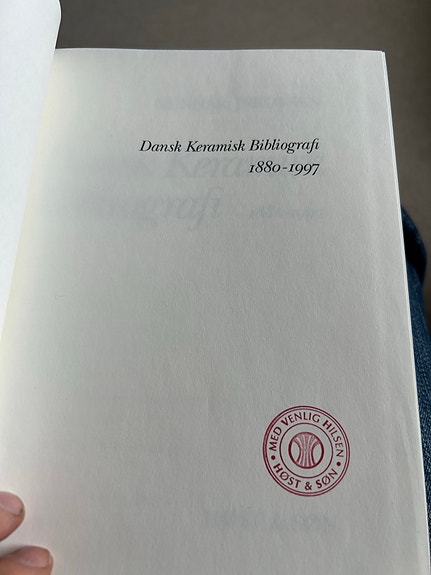 Dansk Keramisk Bibliografi
1880-1997
MED VENLIG HILSEN
HØST & SØN